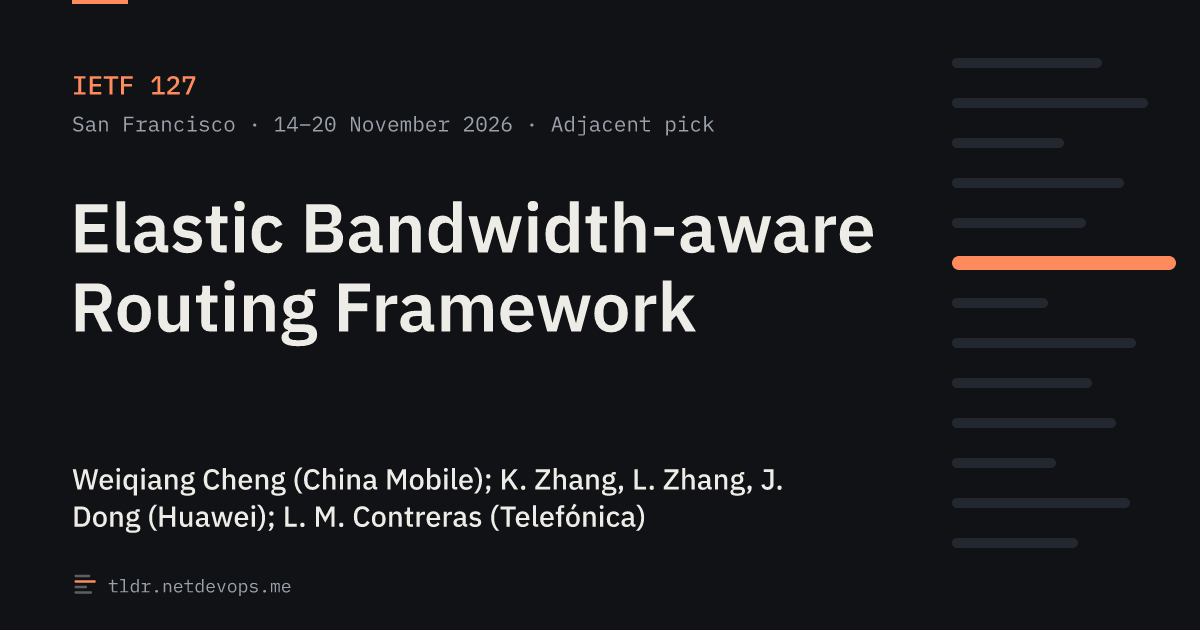 IETF 127
San Francisco · 14–20 November 2026 · Adjacent pick
Elastic Bandwidth-aware
Routing Framework
Weiqiang Cheng (China Mobile); K. Zhang, L. Zhang, J.
Dong (Huawei); L. M. Contreras (Telefónica)
tldr.netdevops.me